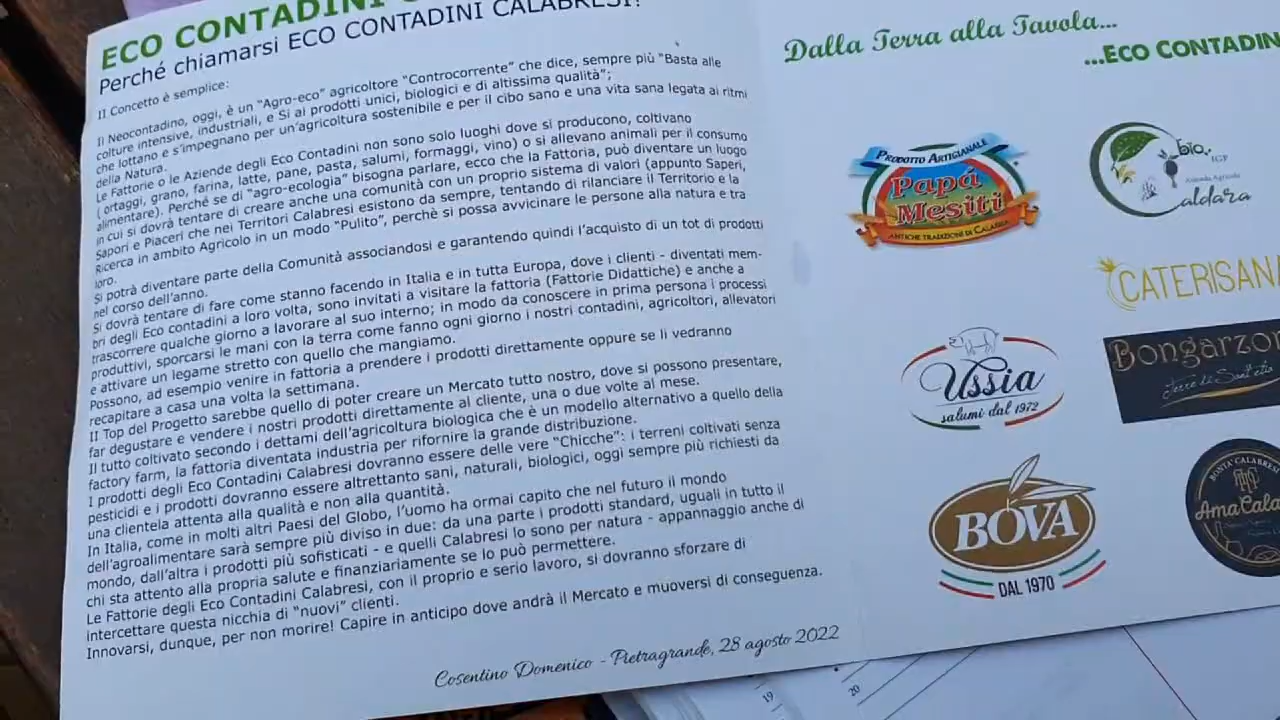 ECO CONTADINI
Perché chiamarsi ECO CONTADINI CALABRESI?
Il Concetto è semplice:
Il Neocontadino, oggi, è un “Agro-eco” agricoltore “Controcorrente” che dice, sempre più “Basta alle
colture intensive, industriali, e Si ai prodotti unici, biologici e di altissima qualità”;
che lottano e s’impegnano per un’agricoltura sostenibile e per il cibo sano e una vita sana legata ai ritmi
della Natura.
Le Fattorie o le Aziende degli Eco Contadini non sono solo luoghi dove si producono, coltivano
( ortaggi, grano, farina, latte, pane, pasta, salumi, formaggi, vino) o si allevano animali per il consumo
alimentare). Perché se di “agro-ecologia” bisogna parlare, ecco che la Fattoria, può diventare un luogo
in cui si dovrà tentare di creare anche una comunità con un proprio sistema di valori (appunto Saperi,
Sapori e Piaceri che nei Territori Calabresi esistono da sempre, tentando di rilanciare il Territorio e la
Ricerca in ambito Agricolo in un modo “Pulito”, perchè si possa avvicinare le persone alla natura e tra
loro.
Si potrà diventare parte della Comunità associandosi e garantendo quindi l’acquisto di un tot di prodotti
nel corso dell’anno.
Si dovrà tentare di fare come stanno facendo in Italia e in tutta Europa, dove i clienti - diventati mem-
bri degli Eco contadini a loro volta, sono invitati a visitare la fattoria (Fattorie Didattiche) e anche a
trascorrere qualche giorno a lavorare al suo interno; in modo da conoscere in prima persona i processi
produttivi, sporcarsi le mani con la terra come fanno ogni giorno i nostri contadini, agricoltori, allevatori
e attivare un legame stretto con quello che mangiamo.
Possono, ad esempio venire in fattoria a prendere i prodotti direttamente oppure se li vedranno
recapitare a casa una volta la settimana.
Il Top del Progetto sarebbe quello di poter creare un Mercato tutto nostro, dove si possono presentare,
far degustare e vendere i nostri prodotti direttamente al cliente, una o due volte al mese.
Il tutto coltivato secondo i dettami dell’agricoltura biologica che è un modello alternativo a quello della
factory farm, la fattoria diventata industria per rifornire la grande distribuzione.
I prodotti degli Eco Contadini Calabresi dovranno essere delle vere “Chicche”: i terreni coltivati senza
pesticidi e i prodotti dovranno essere altrettanto sani, naturali, biologici, oggi sempre più richiesti da
una clientela attenta alla qualità e non alla quantità.
In Italia, come in molti altri Paesi del Globo, l’uomo ha ormai capito che nel futuro il mondo
dell’agroalimentare sarà sempre più diviso in due: da una parte i prodotti standard, uguali in tutto il
mondo, dall’altra i prodotti più sofisticati - e quelli Calabresi lo sono per natura - appannaggio anche di
chi sta attento alla propria salute e finanziariamente se lo può permettere.
Le Fattorie degli Eco Contadini Calabresi, con il proprio e serio lavoro, si dovranno sforzare di
intercettare questa nicchia di “nuovi” clienti.
Innovarsi, dunque, per non morire! Capire in anticipo dove andrà il Mercato e muoversi di conseguenza.
Cosentino Domenico - Pietragrande, 28 agosto 2022
Dalla Terra alla Tavola...
...ECO CONTADIN
PRODOTTO ARTIGIANALE
Papà
Mesiti
ANTICHE TRADIZIONI DI CALABRIA
bio.
IGP
Azienda Agricola
Caldara
CATERISANA
Ussia
salumi dal 1972
Bongarzon
BOVA
DAL 1970
BONTA' CALABRESI
AmaCala
19
20